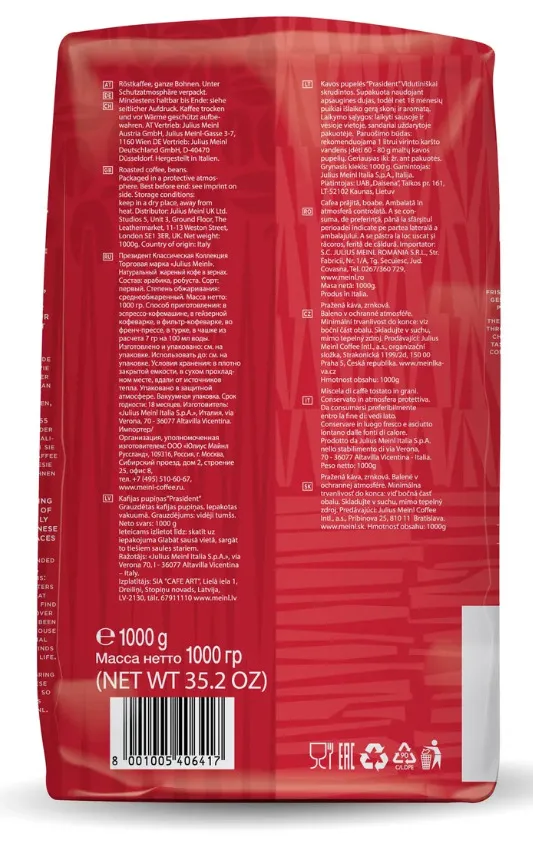 AT
DE
CH
Röstkaffee, ganze Bohnen. Unter
Schutzatmosphäre verpackt.
Mindestens haltbar bis Ende: siehe
seitlicher Aufdruck. Kaffee trocken
und vor Wärme geschützt aufbe-
wahren. AT Vertrieb: Julius Meinl
Austria GmbH, Julius Meinl-Gasse 3-7,
1160 Wien DE Vertrieb: Julius Meinl
Deutschland GmbH, D-40470
Düsseldorf. Hergestellt in Italien.
GB
Roasted coffee, beans.
Packaged in a protective atmos-
phere. Best before end: see imprint on
side. Storage conditions:
keep in a dry place, away from
heat. Distributor: Julius Meinl UK Ltd.
Studios 5, Unit 3, Ground Floor, The
Leathermarket, 11-13 Weston Street,
London SE1 3ER, UK. Net weight:
1000g. Country of origin: Italy
RU
Президент Классическая Коллекция
Торговая марка «Julius Meinl».
Натуральный жареный кофе в зернах.
Состав: арабика, робуста. Сорт:
первый. Степень обжаривания:
среднеобжаренный. Масса нетто:
1000 гр. Способ приготовления: в
эспрессо-кофемашине, в гейзерной
кофеварке, в фильтр-кофеварке, во
френч-прессе, в турке, в чашке из
расчета 7 гр на 100 мл воды.
Изготовлено и упаковано: см. на
упаковке. Использовать до: см. на
упаковке. Условия хранения: в плотно
закрытой емкости, в сухом прохлад-
ном месте, вдали от источников
тепла. Упаковано в защитной
атмосфере. Вакуумная упаковка. Срок
годности: 18 месяцев. Изготовитель:
«Julius Meinl Italia S.p.A.», Италия, via
Verona, 70 - 36077 Altavilla Vicentina
Импортер/
Организация, уполномоченная
изготовителем: ООО «Юлиус Майнл
Руссланд», 109316, Россия, г. Москва,
Сибирский проезд, дом 2, строение
25, офис 8,
тел. +7 (495) 510-60-67,
www.meinl-coffee.ru.
LV
Kafijas pupiņas"Prasident"
Grauzdētas kafijas pupiņas. Iepakotas
vakuumā. Grauzdējums: vidēji tumšs.
Neto svars: 1000 g
Ieteicams izlietot līdz: skatīt uz
iepakojuma Glabāt sausā vietā, sargāt
to tiešiem saules stariem.
Ražotājs: «Julius Meinl Italia S.p.A.», via
Verona 70, I - 36077 Altavilla Vicentina
– Italy.
Izplatītājs: SIA "CAFE ART", Lielā iela 1,
Dreiliņi, Stopiņu novads, Latvija,
LV-2130, tālr. 67911110 www.meinl.lv
℮ 1000 g
Масса нетто 1000 гр
(NET WT 35.2 OZ)
8 001005 406417
LT
Kavos pupelės "Prasident" Vidutiniškai
skrudintos. Supakuota naudojant
apsaugines dujas, todėl net 18 mėnesių
puikiai išlaiko gerą skonį ir aromatą.
Laikymo sąlygos: laikyti sausoje ir
vėsioje vietoje, sandariai uždarytoje
pakuotėje. Paruošimo būdas:
rekomenduojama 1 litrui virinto karšto
vandens įdėti 60 - 80 g maltų kavos
pupelių. Geriausias iki: žr. ant pakuotės.
Grynasis kiekis: 1000 g. Gamintojas:
Julius Meinl Italia S.p.A., Italija.
Platintojas: UAB „Daisena", Taikos pr. 161,
LT-52102 Kaunas, Lietuv
RO
Cafea prăjită, boabe. Ambalată în
atmosferă controletă. A se con-
suma, de preferință, până la sfârșitul
perioadei indicate pe partea laterală a
ambalajului. A se păstra la loc uscat și
răcoros, ferită de căldură. Importator:
S.C. JULIUS MEINL ROMANIA S.R.L., Str.
Fabricii, Nr. 1/A, Tg. Secuiesc, Jud.
Covasna, Tel. 0267/360 729,
www.meinl.ro
Masa netă: 1000g.
Produs in Italia.
CZ
Pražená káva, zrnková.
Baleno v ochranné atmosféře.
Minimální trvanlivost do konce: viz
boční část obalu. Skladujte v suchu,
mimo tepelný zdroj. Prodávající: Julius
Meinl Coffee Intl., a.s., organizační
složka, Strakonická 1199/2d, 150 00
Praha 5, Česká republika. www.meinlka-
va.cz
Hmotnost obsahu: 1000g
IT
Miscela di caffè tostato in grani.
Conservato in atmosfera protettiva.
Da consumarsi preferibilmente
entro la fine di: vedi lato.
Conservare in luogo fresco e asciutto
lontano dalle fonti di calore.
Prodotto da Julius Meinl Italia S.p.A.
nello stabilimento di via Verona,
70 - 36077 Altavilla Vicentina - Italia.
Peso netto: 1000g
SK
Pražená káva, zrnková. Balené v
ochrannej atmosfére. Minimálna
trvanlivosť do konca: viď bočná časť
obalu. Skladujte v suchu, mimo tepelný
zdroj. Predávajúci: Julius Meinl Coffee
Intl., a.s., Pribinova 25, 810 11 Bratislava.
www.meinl.sk. Hmotnosť obsahu: 1000g
EAC
90
C/LDPE